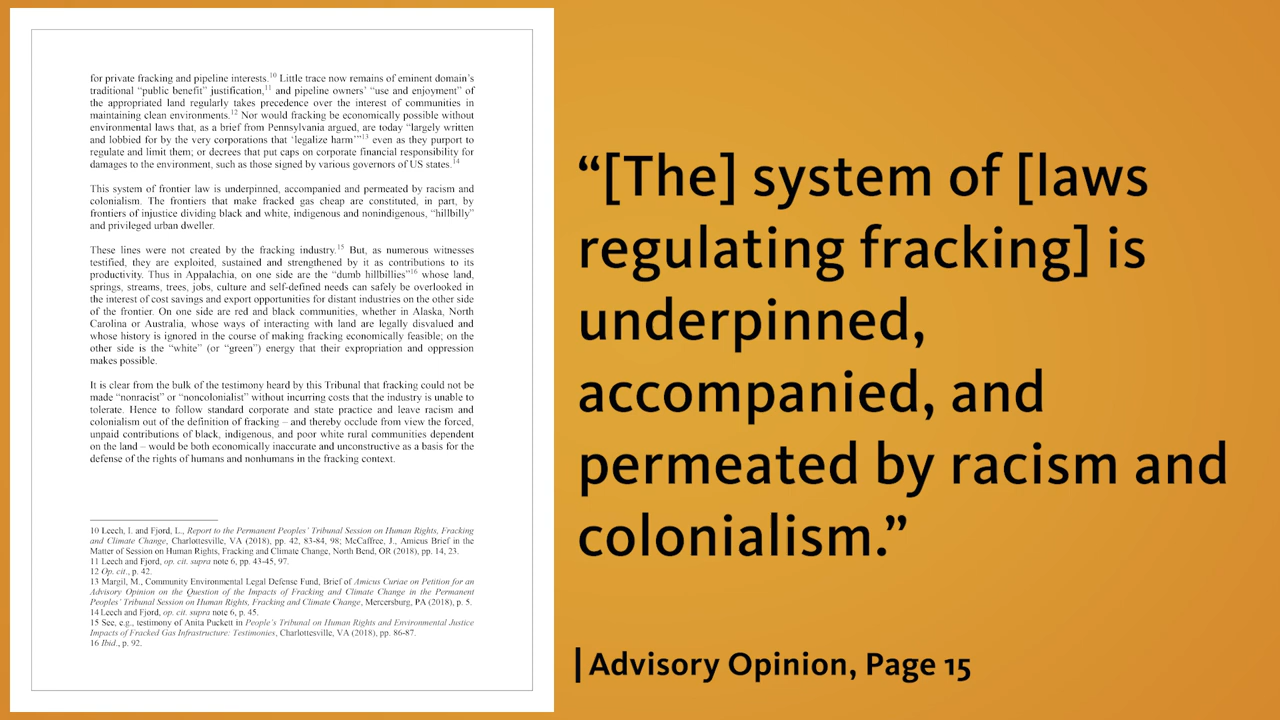 for private fracking and pipeline interests.10 Little trace now remains of eminent domain's
traditional “public benefit” justification,11 and pipeline owners' “use and enjoyment” of
the appropriated land regularly takes precedence over the interest of communities in
maintaining clean environments.12 Nor would fracking be economically possible without
environmental laws that, as a brief from Pennsylvania argued, are today “largely written
and lobbied for by the very corporations that ‘legalize harm’”13 even as they purport to
regulate and limit them; or decrees that put caps on corporate financial responsibility for
damages to the environment, such as those signed by various governors of US states.14
This system of frontier law is underpinned, accompanied and permeated by racism and
colonialism. The frontiers that make fracked gas cheap are constituted, in part, by
frontiers of injustice dividing black and white, indigenous and nonindigenous, “hillbilly”
and privileged urban dweller.
These lines were not created by the fracking industry.15 But, as numerous witnesses
testified, they are exploited, sustained and strengthened by it as contributions to its
productivity. Thus in Appalachia, on one side are the “dumb hillbillies”16 whose land,
springs, streams, trees, jobs, culture and self-defined needs can safely be overlooked in
the interest of cost savings and export opportunities for distant industries on the other side
of the frontier. On one side are red and black communities, whether in Alaska, North
Carolina or Australia, whose ways of interacting with land are legally disvalued and
whose history is ignored in the course of making fracking economically feasible; on the
other side is the “white” (or “green”) energy that their expropriation and oppression
makes possible.
It is clear from the bulk of the testimony heard by this Tribunal that fracking could not be
made “nonracist” or “noncolonialist” without incurring costs that the industry is unable to
tolerate. Hence to follow standard corporate and state practice and leave racism and
colonialism out of the definition of fracking – and thereby occlude from view the forced,
unpaid contributions of black, indigenous, and poor white rural communities dependent
on the land – would be both economically inaccurate and unconstructive as a basis for the
defense of the rights of humans and nonhumans in the fracking context.
10 Leech, I. and Fjord, L., Report to the Permanent Peoples' Tribunal Session on Human Rights, Fracking
and Climate Change, Charlottesville, VA (2018), pp. 42, 83-84, 98; McCaffree, J., Amicus Brief in the
Matter of Session on Human Rights, Fracking and Climate Change, North Bend, OR (2018), pp. 14, 23.
11 Leech and Fjord, op. cit. supra note 6, pp. 43-45, 97.
12 Op. cit., p. 42.
13 Margil, M., Community Environmental Legal Defense Fund, Brief of Amicus Curiae on Petition for an
Advisory Opinion on the Question of the Impacts of Fracking and Climate Change in the Permanent
Peoples' Tribunal Session on Human Rights, Fracking and Climate Change, Mercersburg, PA (2018), p. 5.
14 Leech and Fjord, op. cit. supra note 6, p. 45.
15 See, e.g., testimony of Anita Puckett in People's Tribunal on Human Rights and Environmental Justice
Impacts of Fracked Gas Infrastructure: Testimonies, Charlottesville, VA (2018), pp. 86-87.
16 Ibid., p. 92.
“[The] system of [laws
regulating fracking] is
underpinned,
accompanied, and
permeated by racism and
colonialism.”
| Advisory Opinion, Page 15